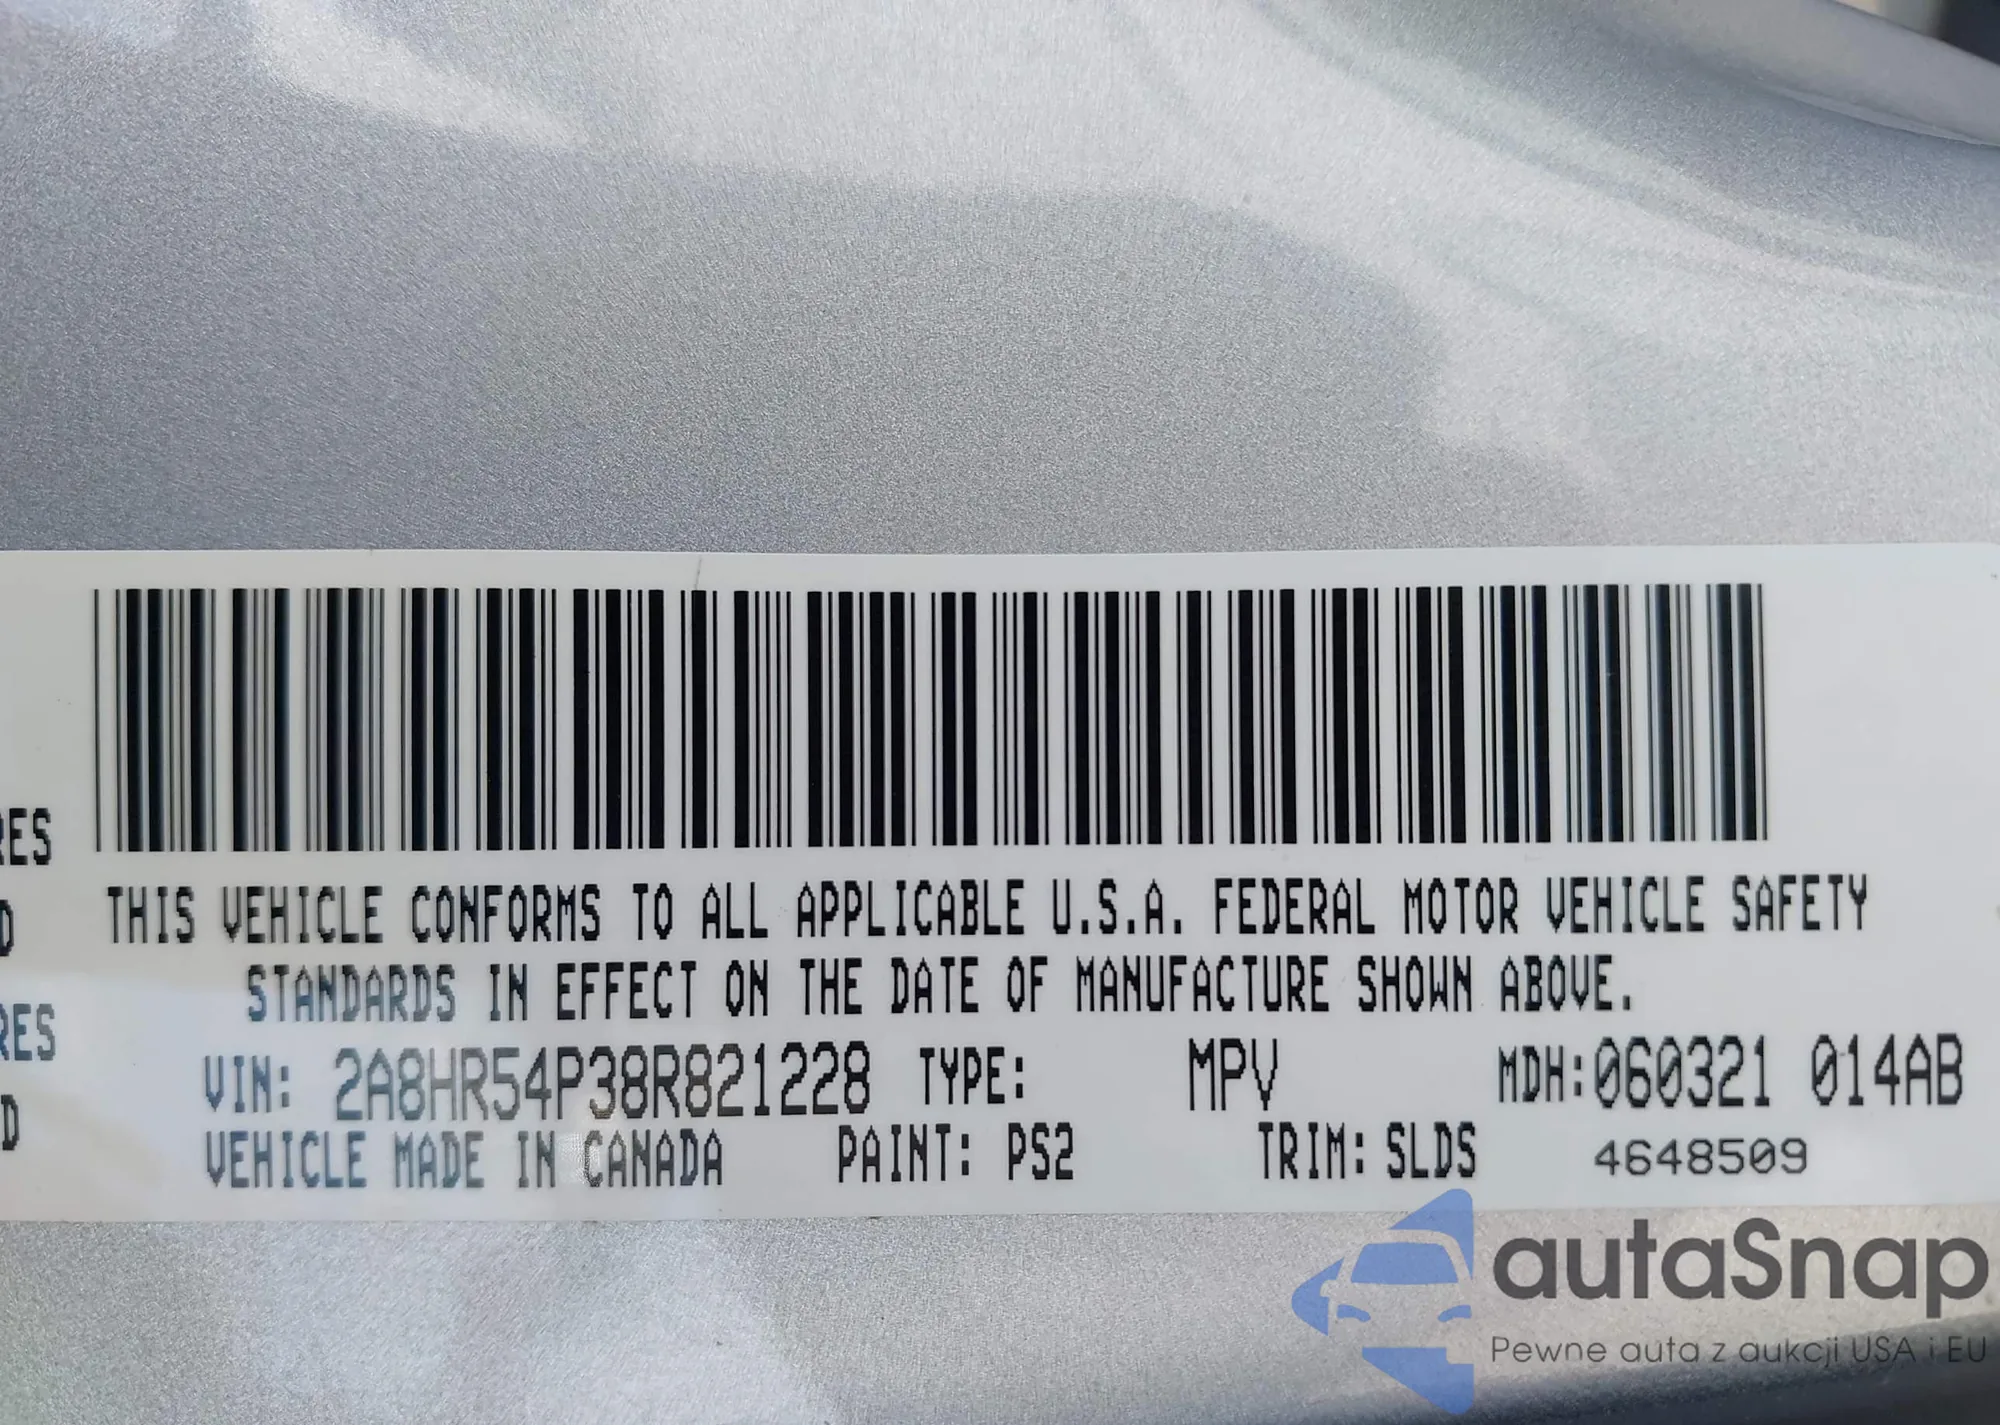 RES
D
THIS VEHICLE CONFORMS TO ALL APPLICABLE U.S.A. FEDERAL MOTOR VEHICLE SAFETY
STANDARDS IN EFFECT ON THE DATE OF MANUFACTURE SHOWN ABOVE.
RES
D
VIN: 2A8HR54P38R821228 TYPE: MPV MDH:060321 014AB
VEHICLE MADE IN CANADA PAINT: PS2 TRIM: SLDS 4648509
autaSnap
Pewne auta z aukcji USA i EU